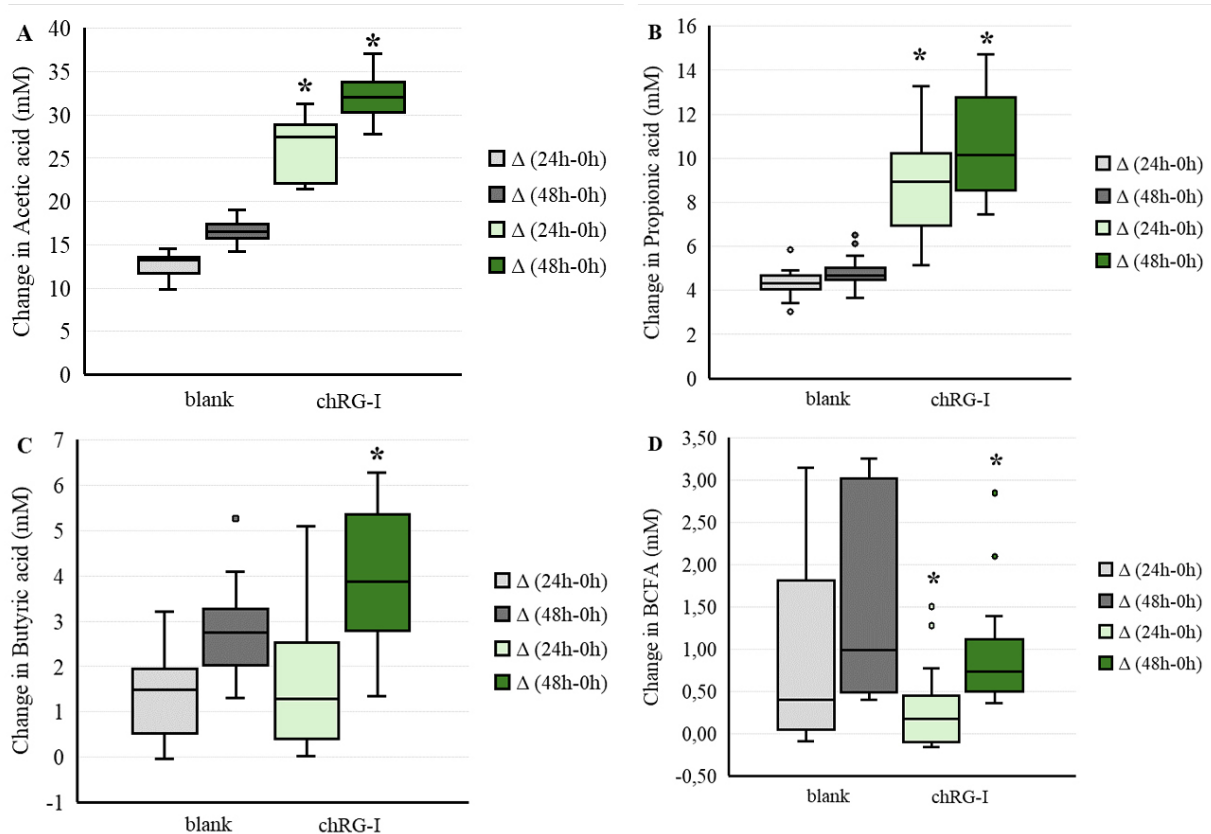 A
Change in Acetic acid (mM)
40
35
30
25
20
15
10
5
0
*
*
blank
chRG-I
Δ (24h-0h)
Δ (48h-0h)
Δ (24h-0h)
Δ (48h-0h)
B
Change in Propionic acid (mM)
16
14
12
10
8
6
4
2
0
*
*
blank
chRG-I
Δ (24h-0h)
Δ (48h-0h)
Δ (24h-0h)
Δ (48h-0h)
C
Change in Butyric acid (mM)
7
6
5
4
3
2
1
0
-1
*
blank
chRG-I
Δ (24h-0h)
Δ (48h-0h)
Δ (24h-0h)
Δ (48h-0h)
D
Change in BCFA (mM)
3,50
3,00
2,50
2,00
1,50
1,00
0,50
0,00
-0,50
*
*
blank
chRG-I
Δ (24h-0h)
Δ (48h-0h)
Δ (24h-0h)
Δ (48h-0h)